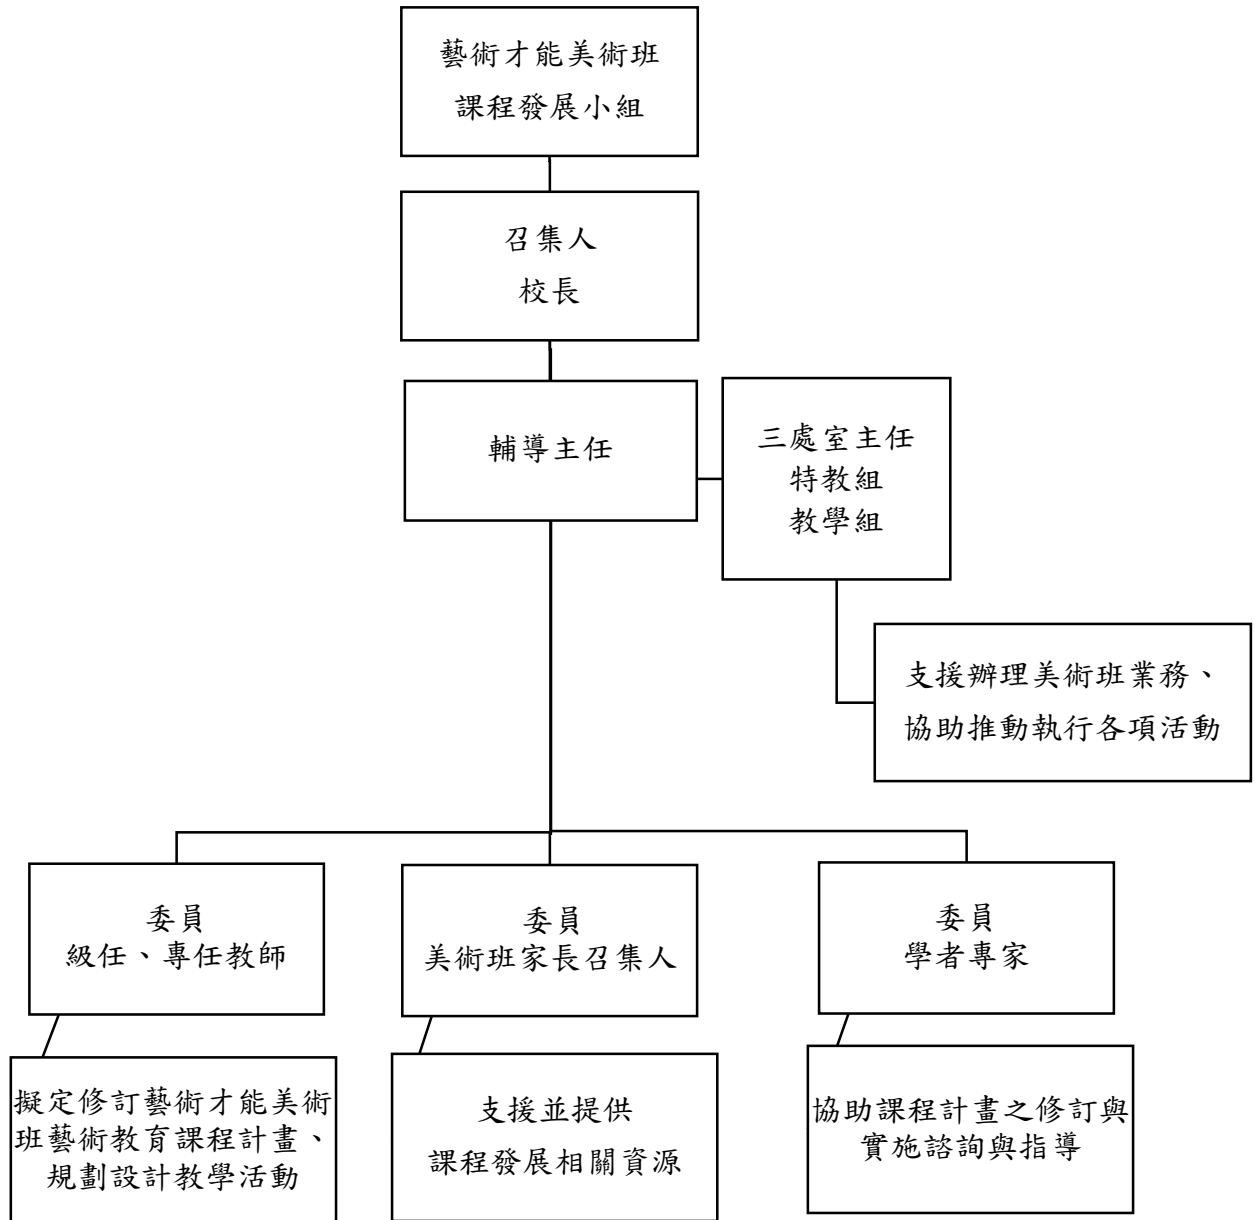 藝術才能美術班
課程發展小組
召集人
校長
輔導主任
三處室主任
特教組
教學組
支援辦理美術班業務、
協助推動執行各項活動
委員
級任、專任教師
委員
美術班家長召集人
委員
學者專家
擬定修訂藝術才能美術
班藝術教育課程計畫、
規劃設計教學活動
支援並提供
課程發展相關資源
協助課程計畫之修訂與
實施諮詢與指導